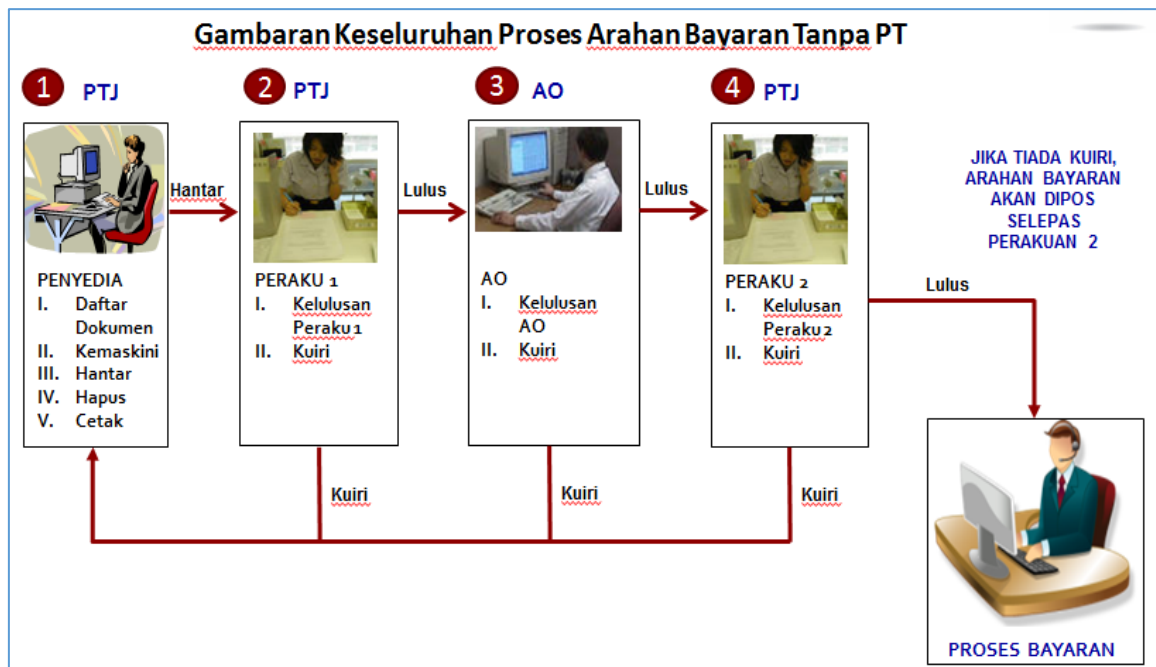 Gambaran Keseluruhan Proses Arahan Bayaran Tanpa PT
1 PTJ
2 PTJ
3 AO
4 PTJ
Hantar
Lulus
Lulus
JIKA TIADA KUIRI,
ARAHAN BAYARAN
AKAN DIPOS
SELEPAS
PERAKUAN 2
PENYEDIA
I. Daftar
Dokumen
II. Kemaskini
III. Hantar
IV. Hapus
V. Cetak
PERAKU 1
I. Kelulusan
Peraku 1
II. Kuiri
AO
I. Kelulusan
AO
II. Kuiri
PERAKU 2
I. Kelulusan
Peraku 2
II. Kuiri
Lulus
Kuiri
Kuiri
Kuiri
PROSES BAYARAN